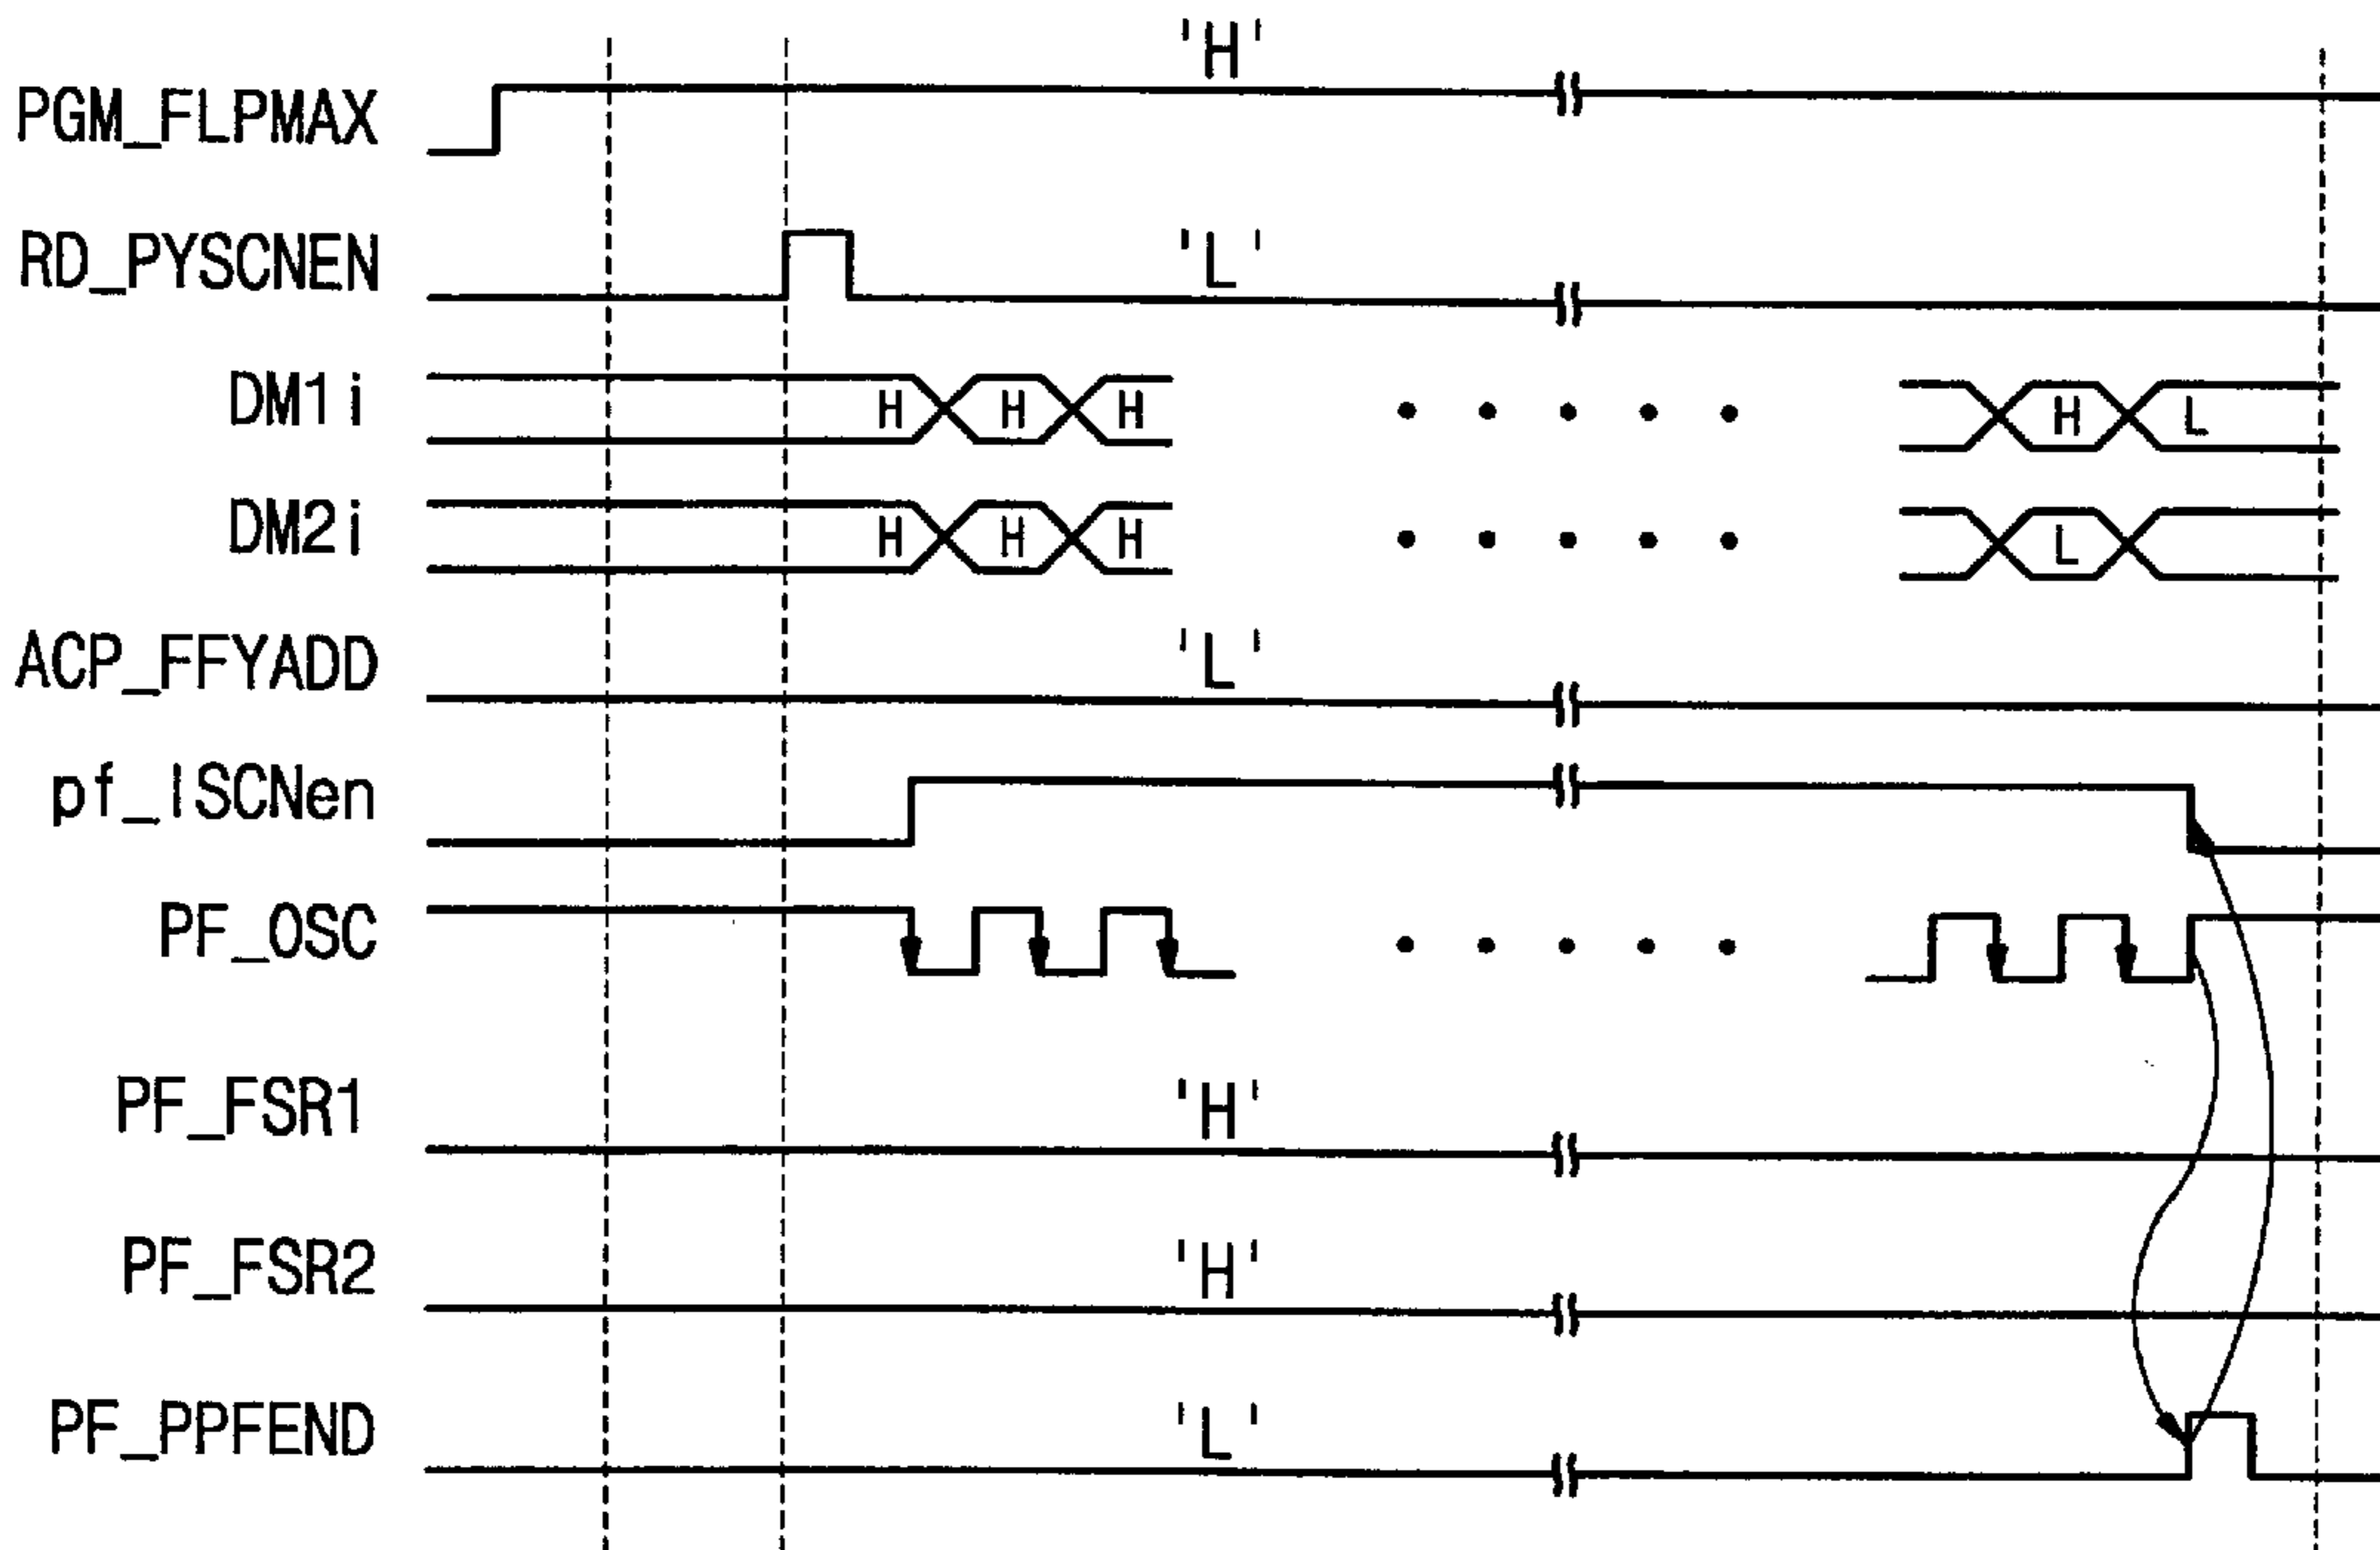 'H'
PGM_FLPMAX
RD_PYSCNEN 'L'
DM1i H H H H L
DM2i H H H L
ACP_FFYADD 'L'
pf_ISCNen
PF_OSC
PF_FSR1 'H'
PF_FSR2 'H'
PF_PPFEND 'L'